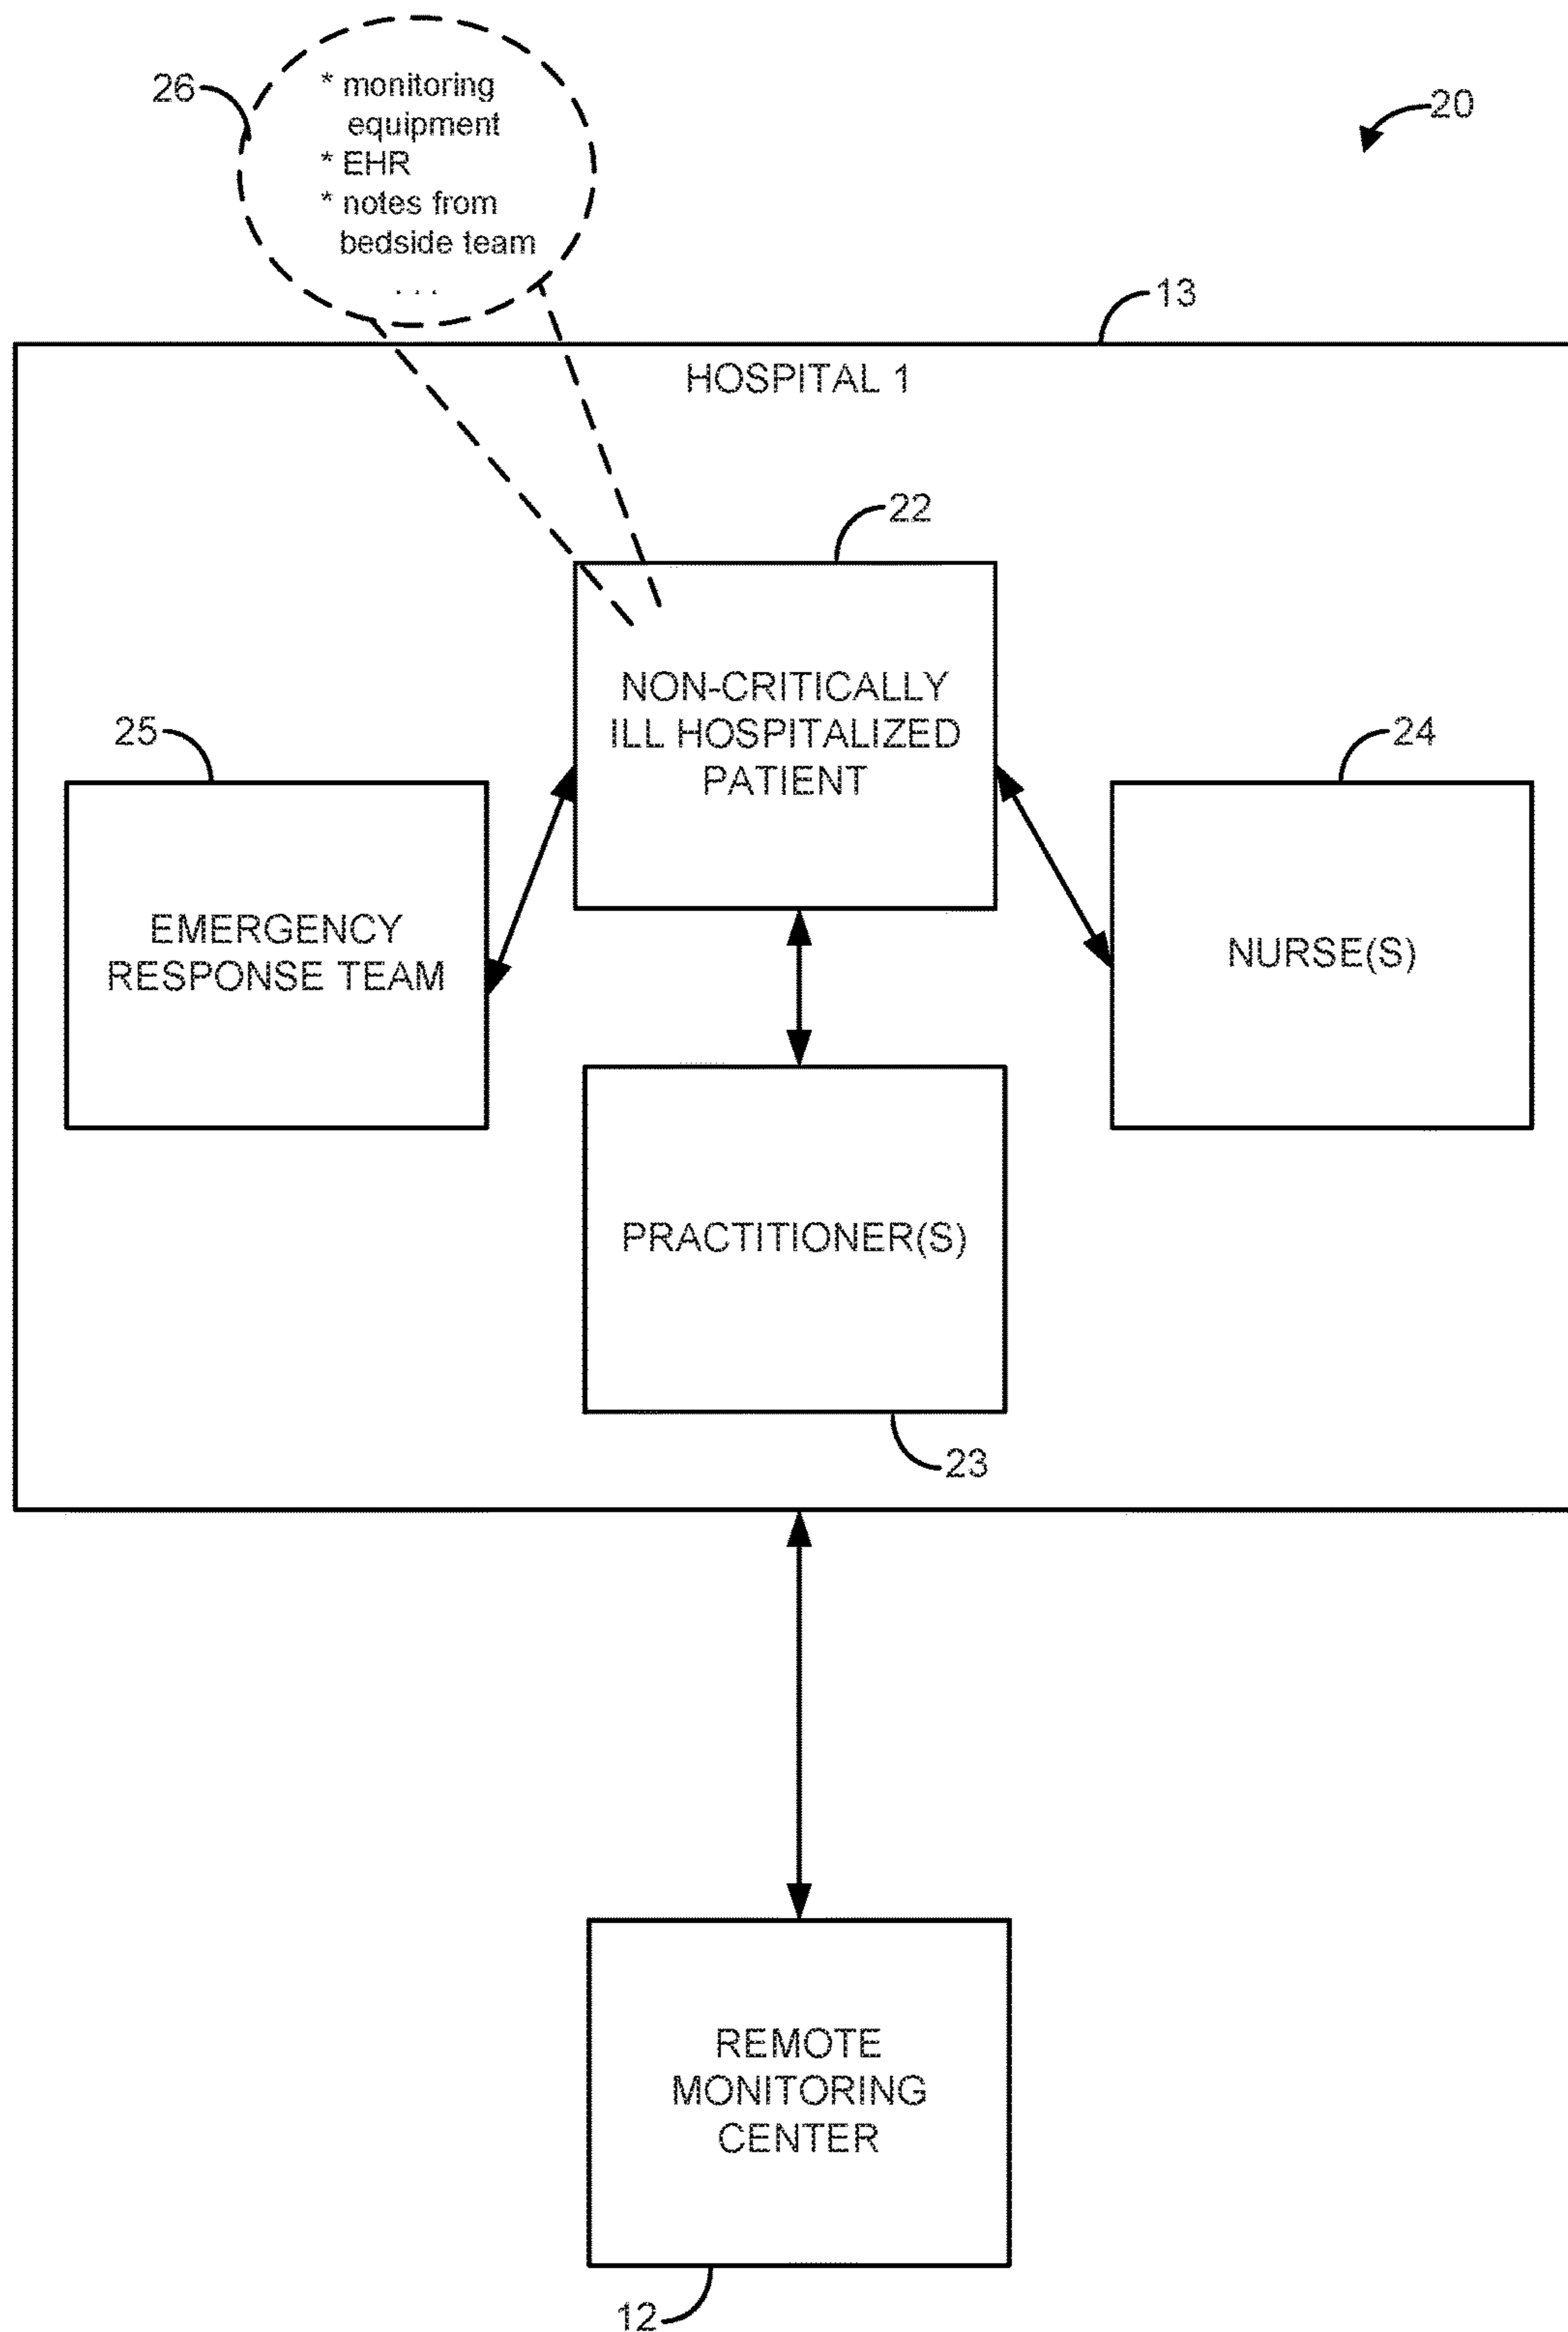 26
* monitoring
equipment
* EHR
* notes from
bedside team
. . .
20
13
HOSPITAL 1
22
NON-CRITICALLY
ILL HOSPITALIZED
PATIENT
25
24
EMERGENCY
RESPONSE TEAM
NURSE(S)
PRACTITIONER(S)
23
REMOTE
MONITORING
CENTER
12